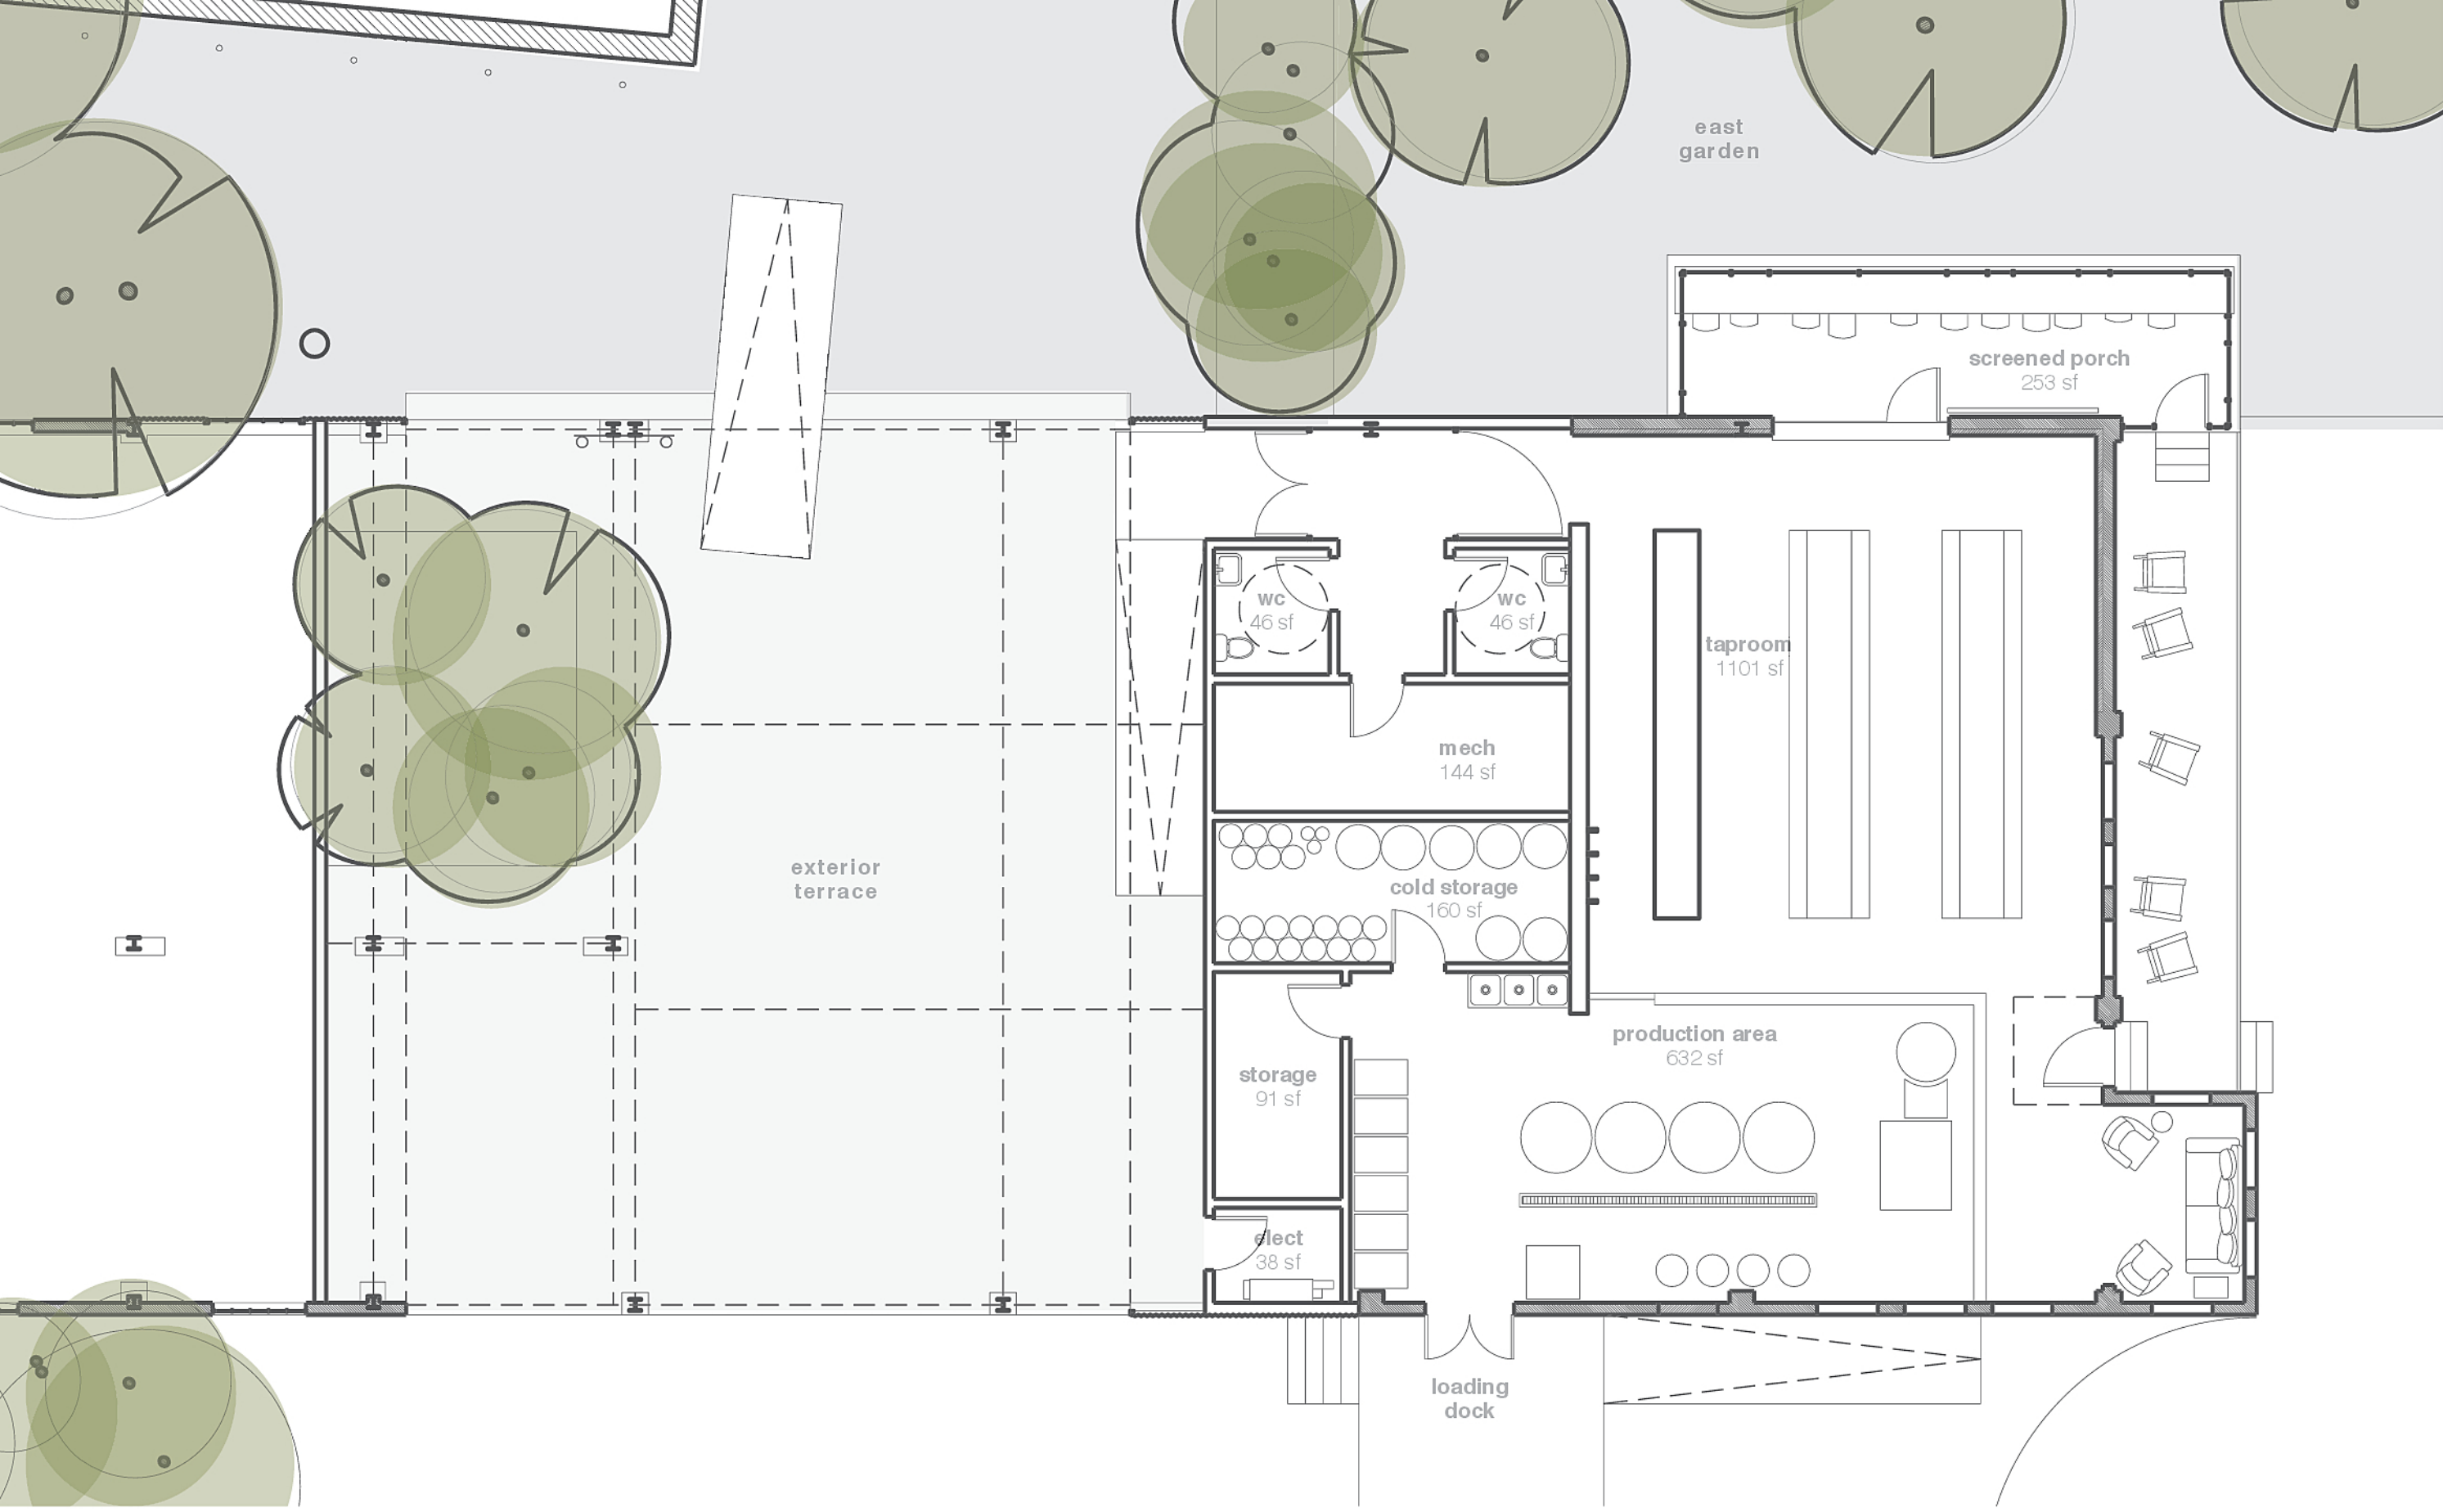 east
garden
screened porch
253 sf
wc
46 sf
wc
46 sf
taproom
1101 sf
mech
144 sf
exterior
terrace
cold storage
160 sf
production area
632 sf
storage
91 sf
elect
38 sf
loading
dock